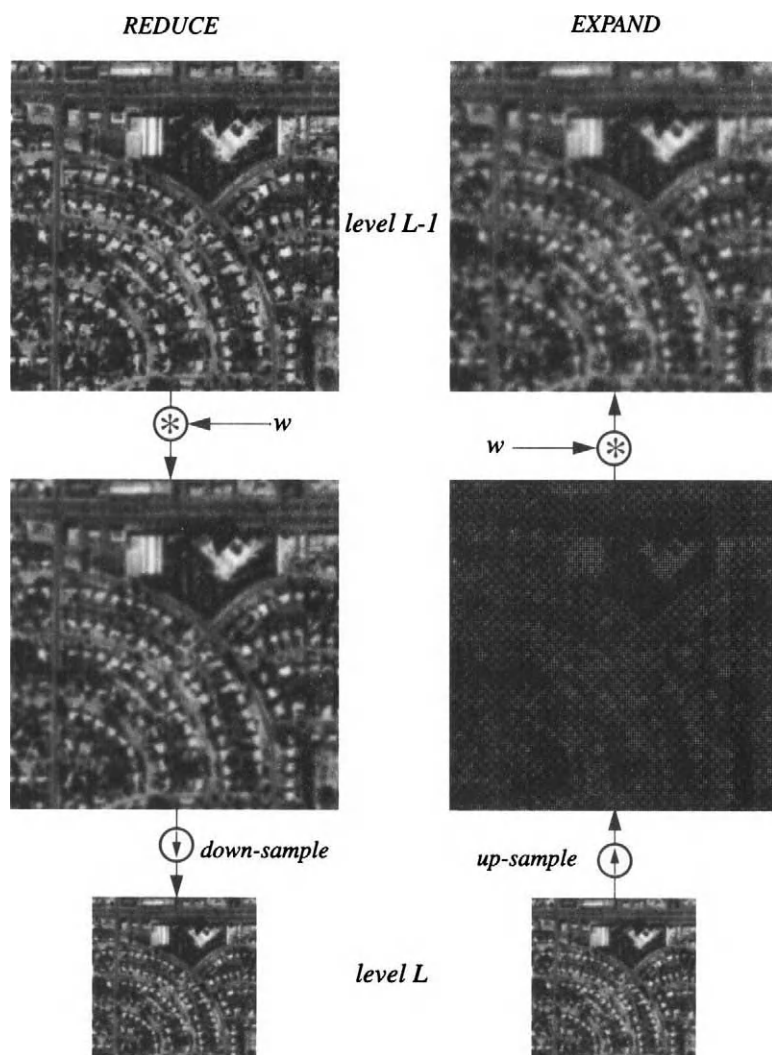 REDUCE
EXPAND
level L-1
w
w
down-sample
up-sample
level L